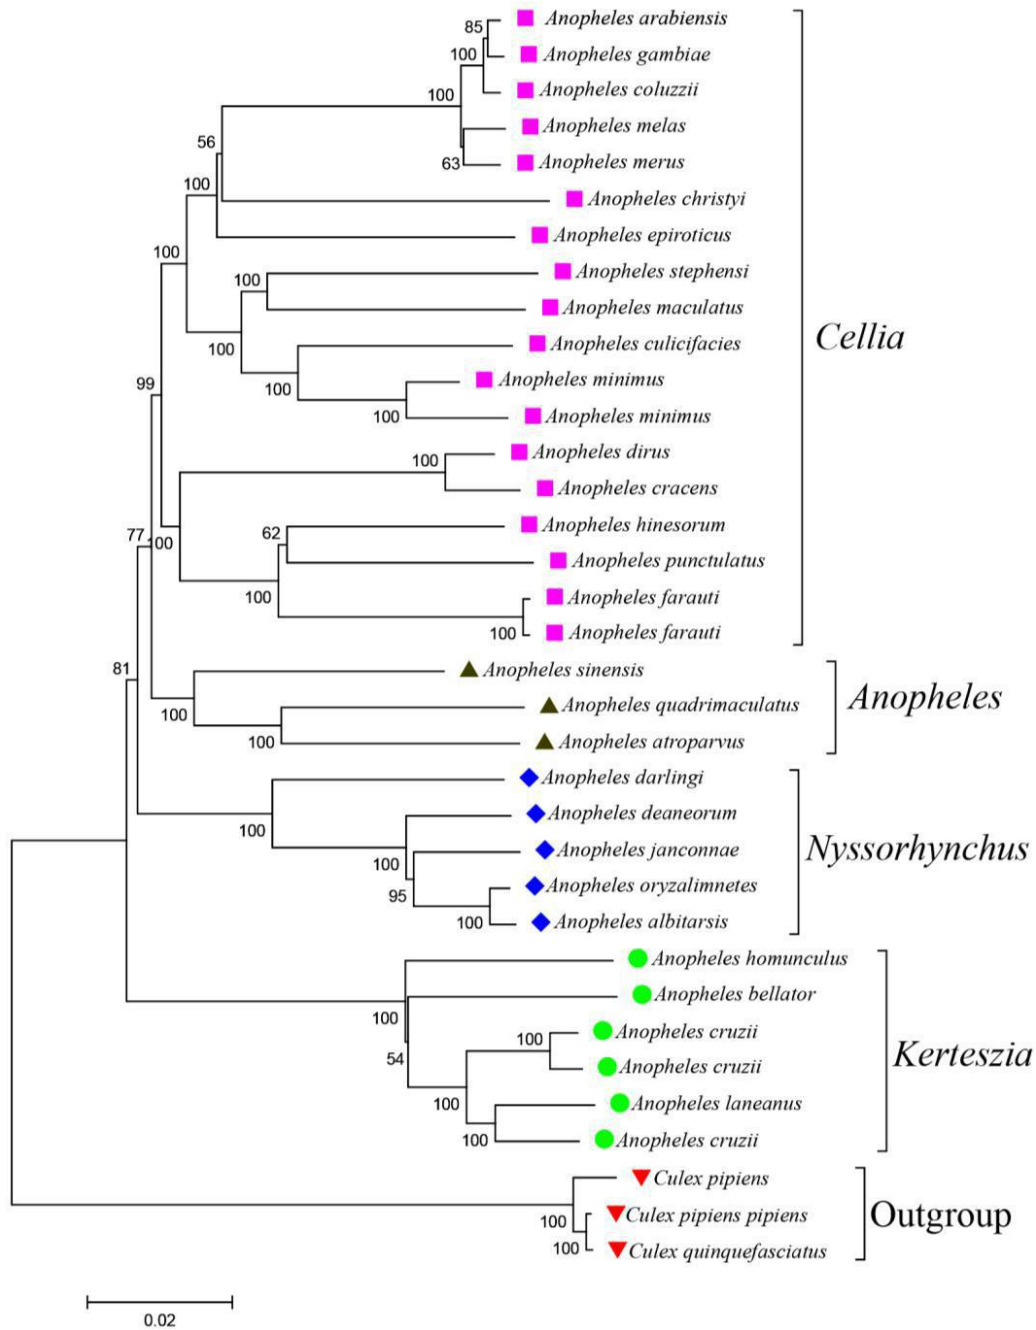 85
Anopheles arabiensis
100
Anopheles gambiae
100
Anopheles coluzzii
Anopheles melas
56
63
Anopheles merus
100
Anopheles christyi
100
Anopheles epiroticus
100
Anopheles stephensi
Anopheles maculatus
100
Anopheles culicifacies
Cellia
99
100
Anopheles minimus
100
Anopheles minimus
100
Anopheles dirus
Anopheles cracens
77
100
62
Anopheles hinesorum
Anopheles punctulatus
100
Anopheles farauti
100
Anopheles farauti
81
Anopheles sinensis
100
Anopheles quadrimaculatus
Anopheles
100
Anopheles atroparvus
Anopheles darlingi
100
Anopheles deaneorum
100
Anopheles janconnae
Nyssorhynchus
95
Anopheles oryzalimnetes
100
Anopheles albitarsis
Anopheles homunculus
100
Anopheles bellator
54
100
Anopheles cruzii
Kerteszia
Anopheles cruzii
100
Anopheles laneanus
100
Anopheles cruzii
Culex pipiens
100
Culex pipiens pipiens
Outgroup
100
Culex quinquefasciatus
0.02